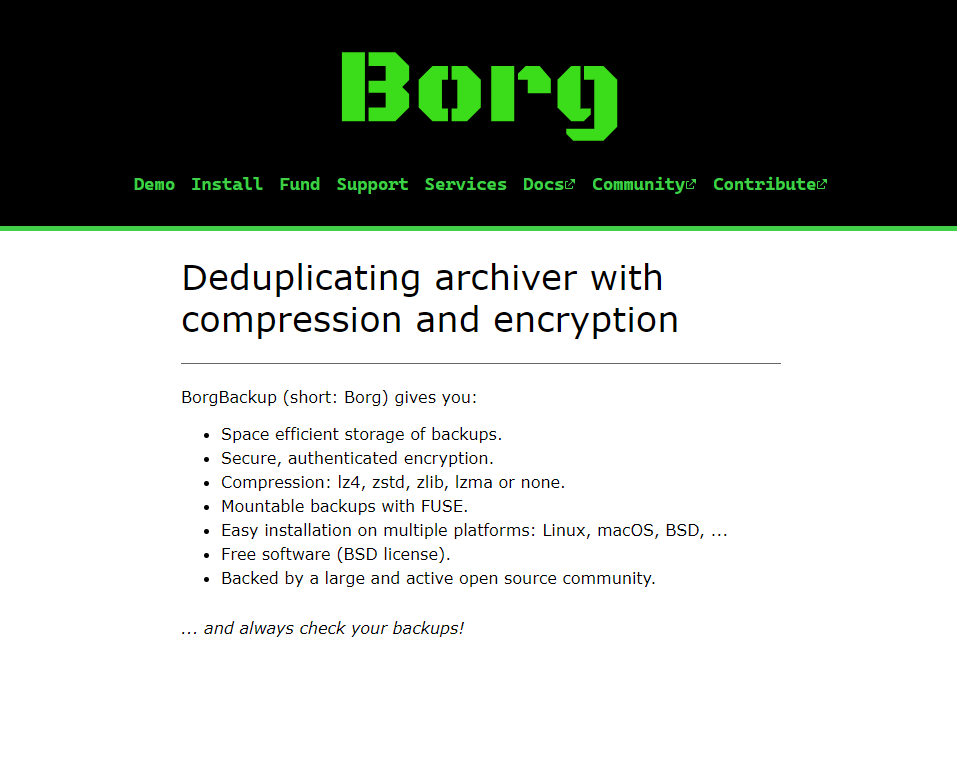 Borg
Demo Install Fund Support Services Docs Community Contribute
Deduplicating archiver with
compression and encryption
BorgBackup (short: Borg) gives you:
• Space efficient storage of backups.
• Secure, authenticated encryption.
• Compression: lz4, zstd, zlib, lzma or none.
• Mountable backups with FUSE.
• Easy installation on multiple platforms: Linux, macOS, BSD, ...
• Free software (BSD license).
• Backed by a large and active open source community.
... and always check your backups!